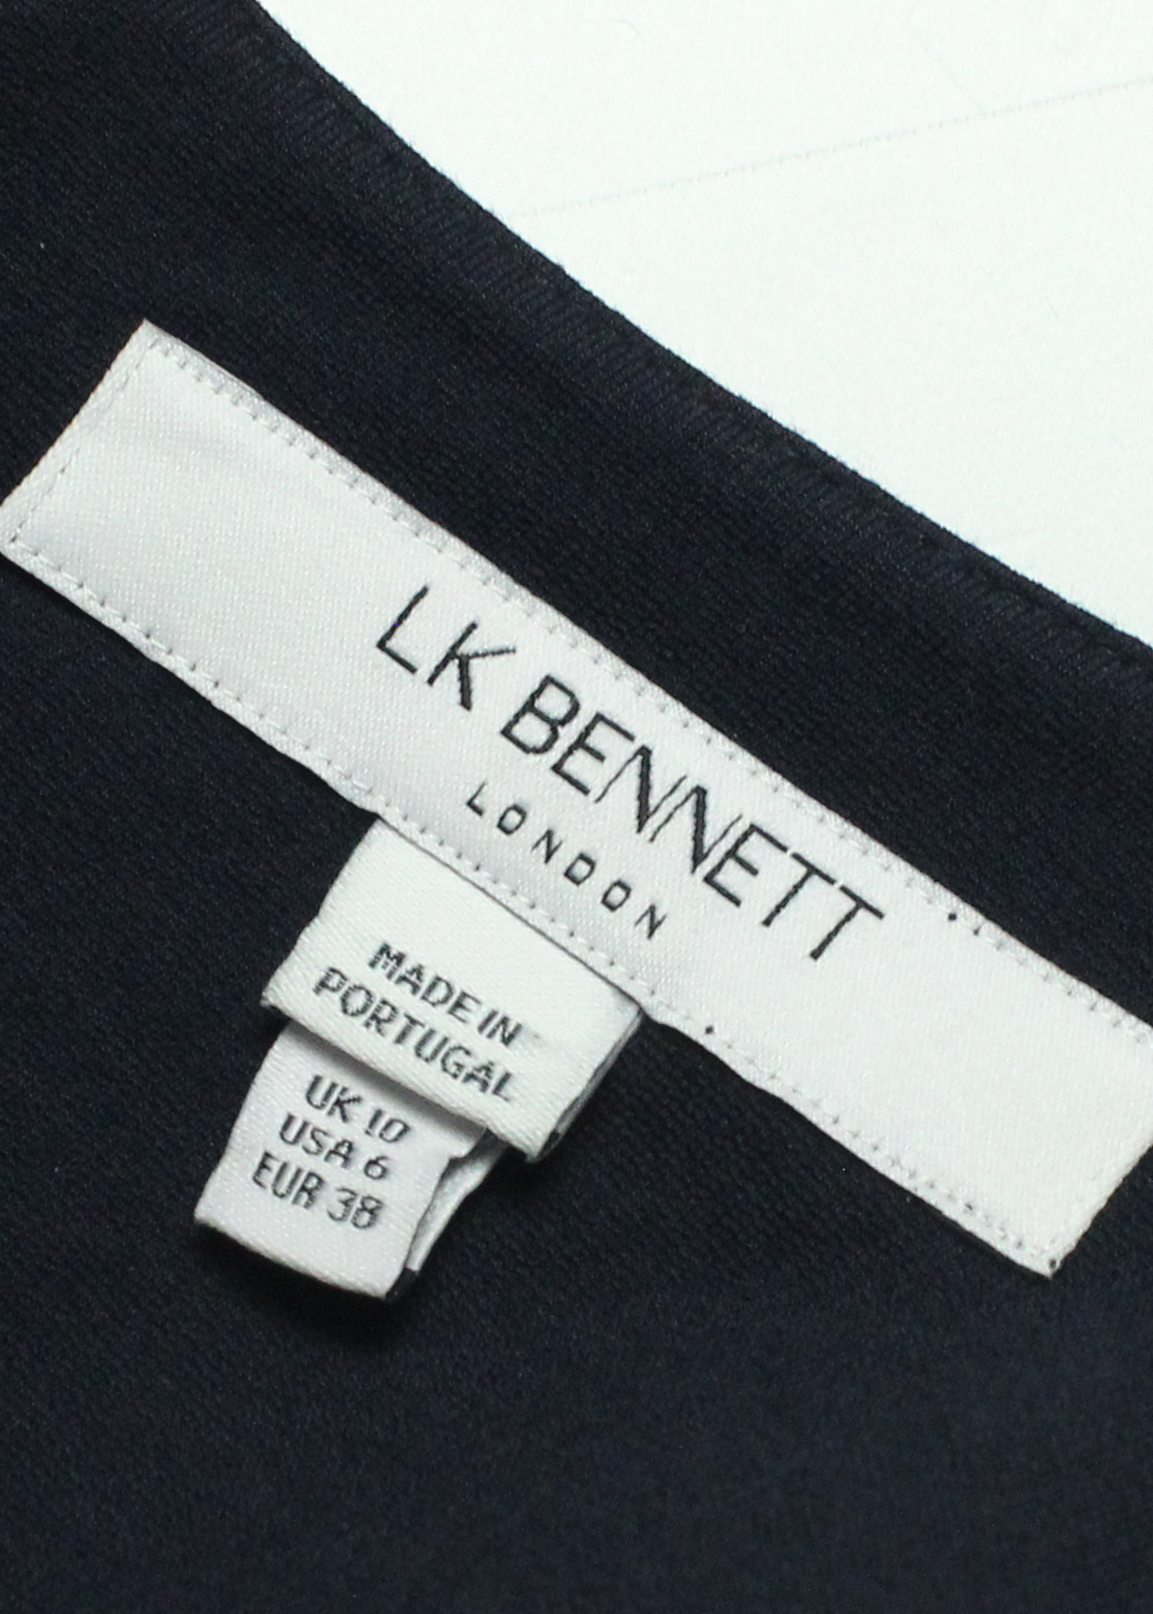 LK BENNETT
LONDON
MADE IN
PORTUGAL
UK 10
USA 6
EUR 38